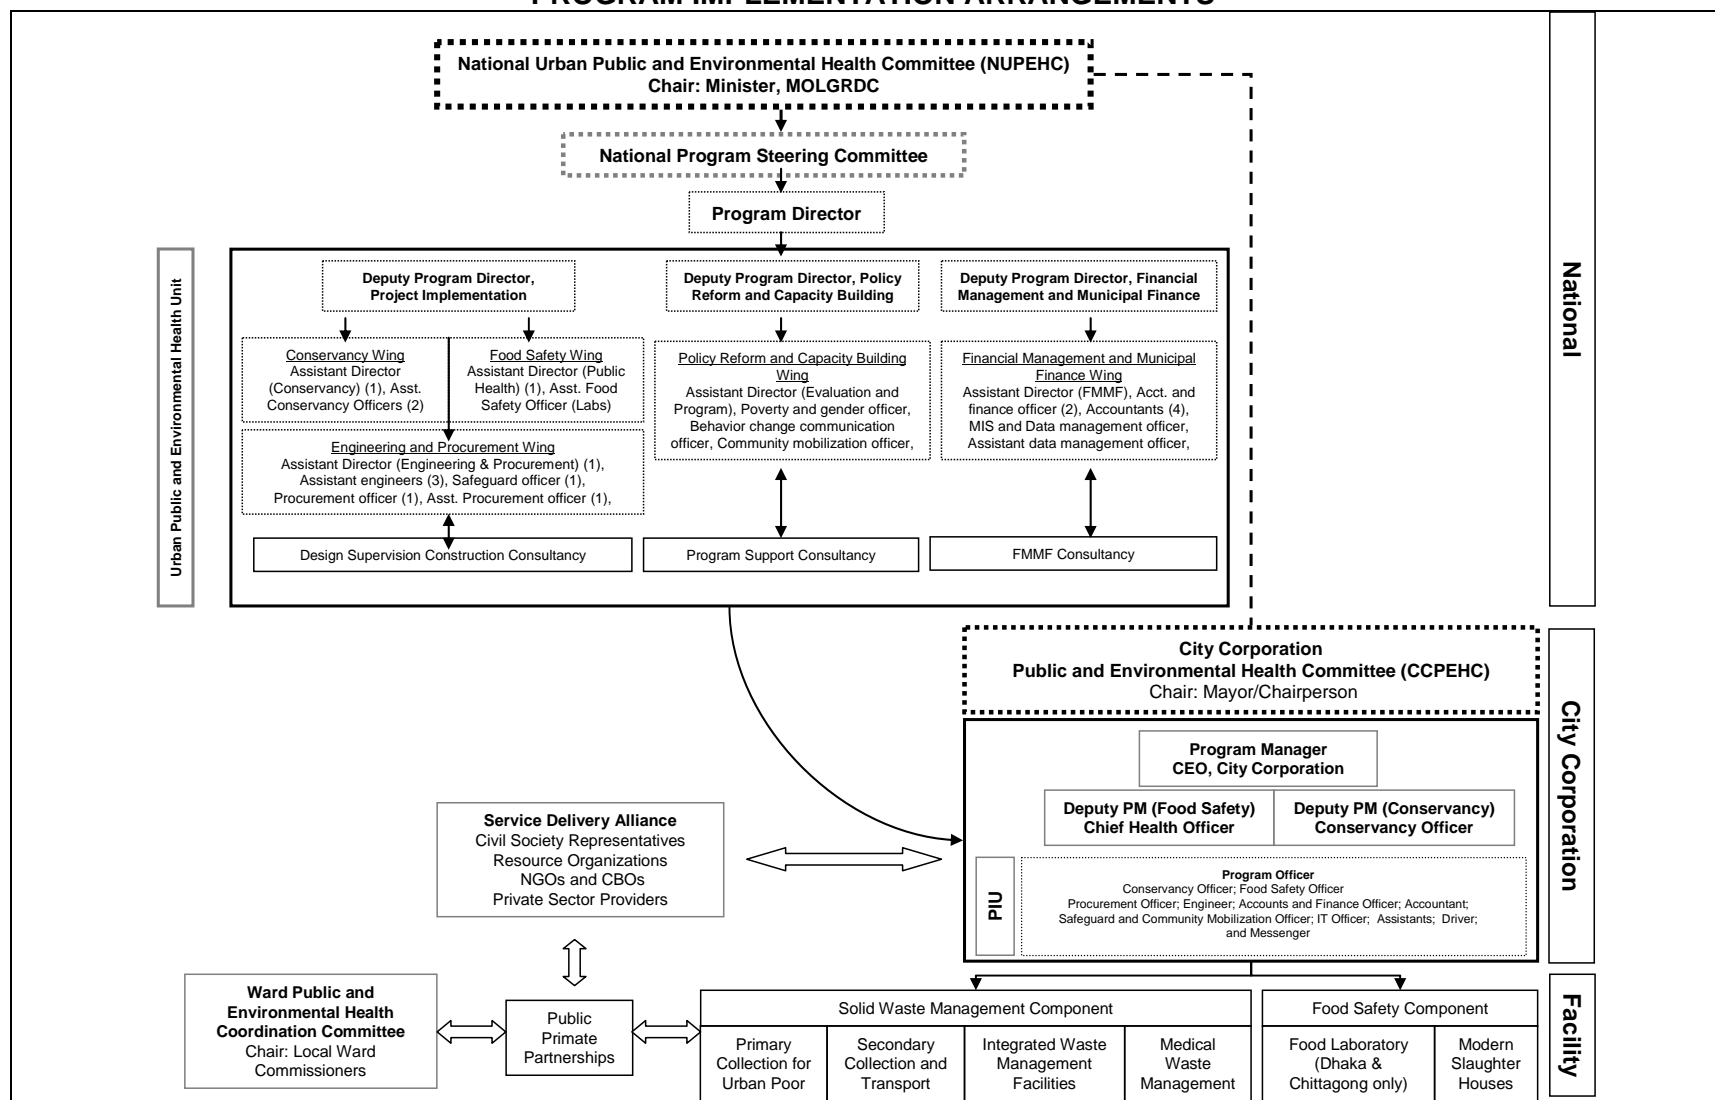 PROGRAM IMPLEMENTATION ARRANGEMENTS
National Urban Public and Environmental Health Committee (NUPEHC)
Chair: Minister, MOLGRDC
National Program Steering Committee
Program Director
National
Urban Public and Environmental Health Unit
Deputy Program Director,
Project Implementation
Deputy Program Director, Policy
Reform and Capacity Building
Deputy Program Director, Financial
Management and Municipal Finance
Conservancy Wing
Assistant Director
(Conservancy) (1), Asst.
Conservancy Officers (2)
Food Safety Wing
Assistant Director (Public
Health) (1), Asst. Food
Safety Officer (Labs)
Policy Reform and Capacity Building
Wing
Assistant Director (Evaluation and
Program), Poverty and gender officer,
Behavior change communication
officer, Community mobilization officer,
Financial Management and Municipal
Finance Wing
Assistant Director (FMMF), Acct. and
finance officer (2), Accountants (4),
MIS and Data management officer,
Assistant data management officer,
Engineering and Procurement Wing
Assistant Director (Engineering & Procurement) (1),
Assistant engineers (3), Safeguard officer (1),
Procurement officer (1), Asst. Procurement officer (1),
Design Supervision Construction Consultancy
Program Support Consultancy
FMMF Consultancy
City Corporation
Public and Environmental Health Committee (CCPEHC)
Chair: Mayor/Chairperson
City Corporation
Program Manager
CEO, City Corporation
Deputy PM (Food Safety)
Chief Health Officer
Deputy PM (Conservancy)
Conservancy Officer
PIU
Program Officer
Conservancy Officer; Food Safety Officer
Procurement Officer; Engineer; Accounts and Finance Officer; Accountant;
Safeguard and Community Mobilization Officer; IT Officer; Assistants; Driver;
and Messenger
Service Delivery Alliance
Civil Society Representatives
Resource Organizations
NGOs and CBOs
Private Sector Providers
Ward Public and
Environmental Health
Coordination Committee
Chair: Local Ward
Commissioners
Public
Private
Partnerships
Solid Waste Management Component
Primary
Collection for
Urban Poor
Secondary
Collection and
Transport
Integrated Waste
Management
Facilities
Medical
Waste
Management
Food Safety Component
Food Laboratory
(Dhaka &
Chittagong only)
Modern
Slaughter
Houses
Facility